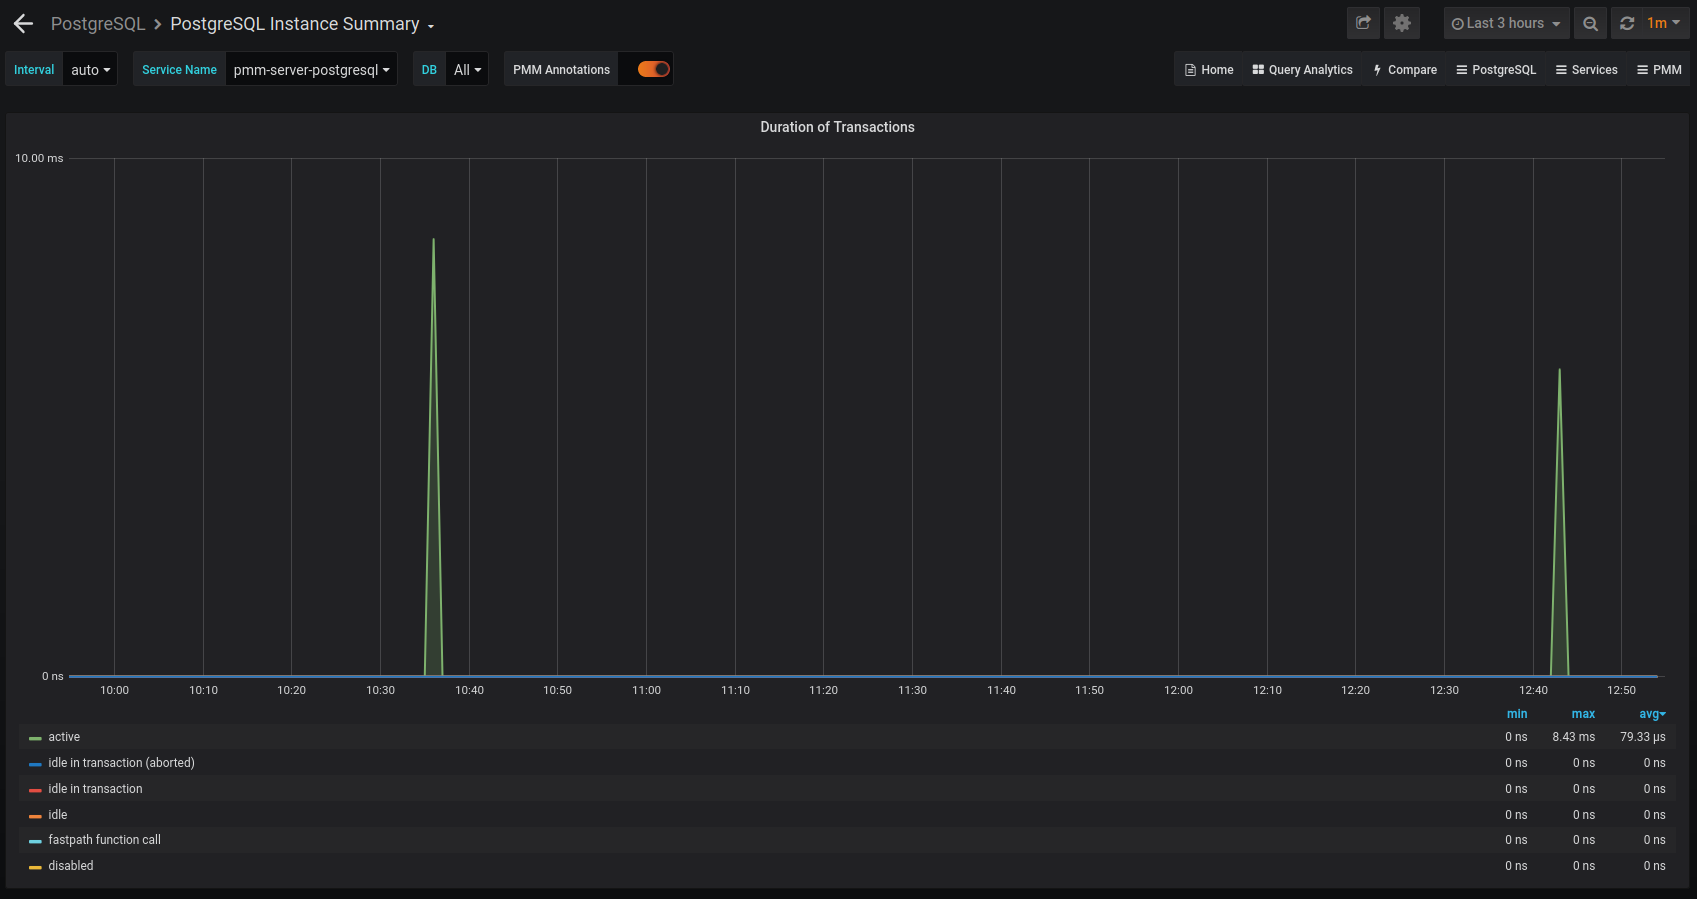 PostgreSQL > PostgreSQL Instance Summary
Last 3 hours 1m
Interval auto Service Name pmm-server-postgresql DB All PMM Annotations Home Query Analytics Compare PostgreSQL Services PMM
Duration of Transactions
10.00 ms
0 ns
10:00 10:10 10:20 10:30 10:40 10:50 11:00 11:10 11:20 11:30 11:40 11:50 12:00 12:10 12:20 12:30 12:40 12:50
min max avg
active 0 ns 8.43 ms 79.33 µs
idle in transaction (aborted) 0 ns 0 ns 0 ns
idle in transaction 0 ns 0 ns 0 ns
idle 0 ns 0 ns 0 ns
fastpath function call 0 ns 0 ns 0 ns
disabled 0 ns 0 ns 0 ns